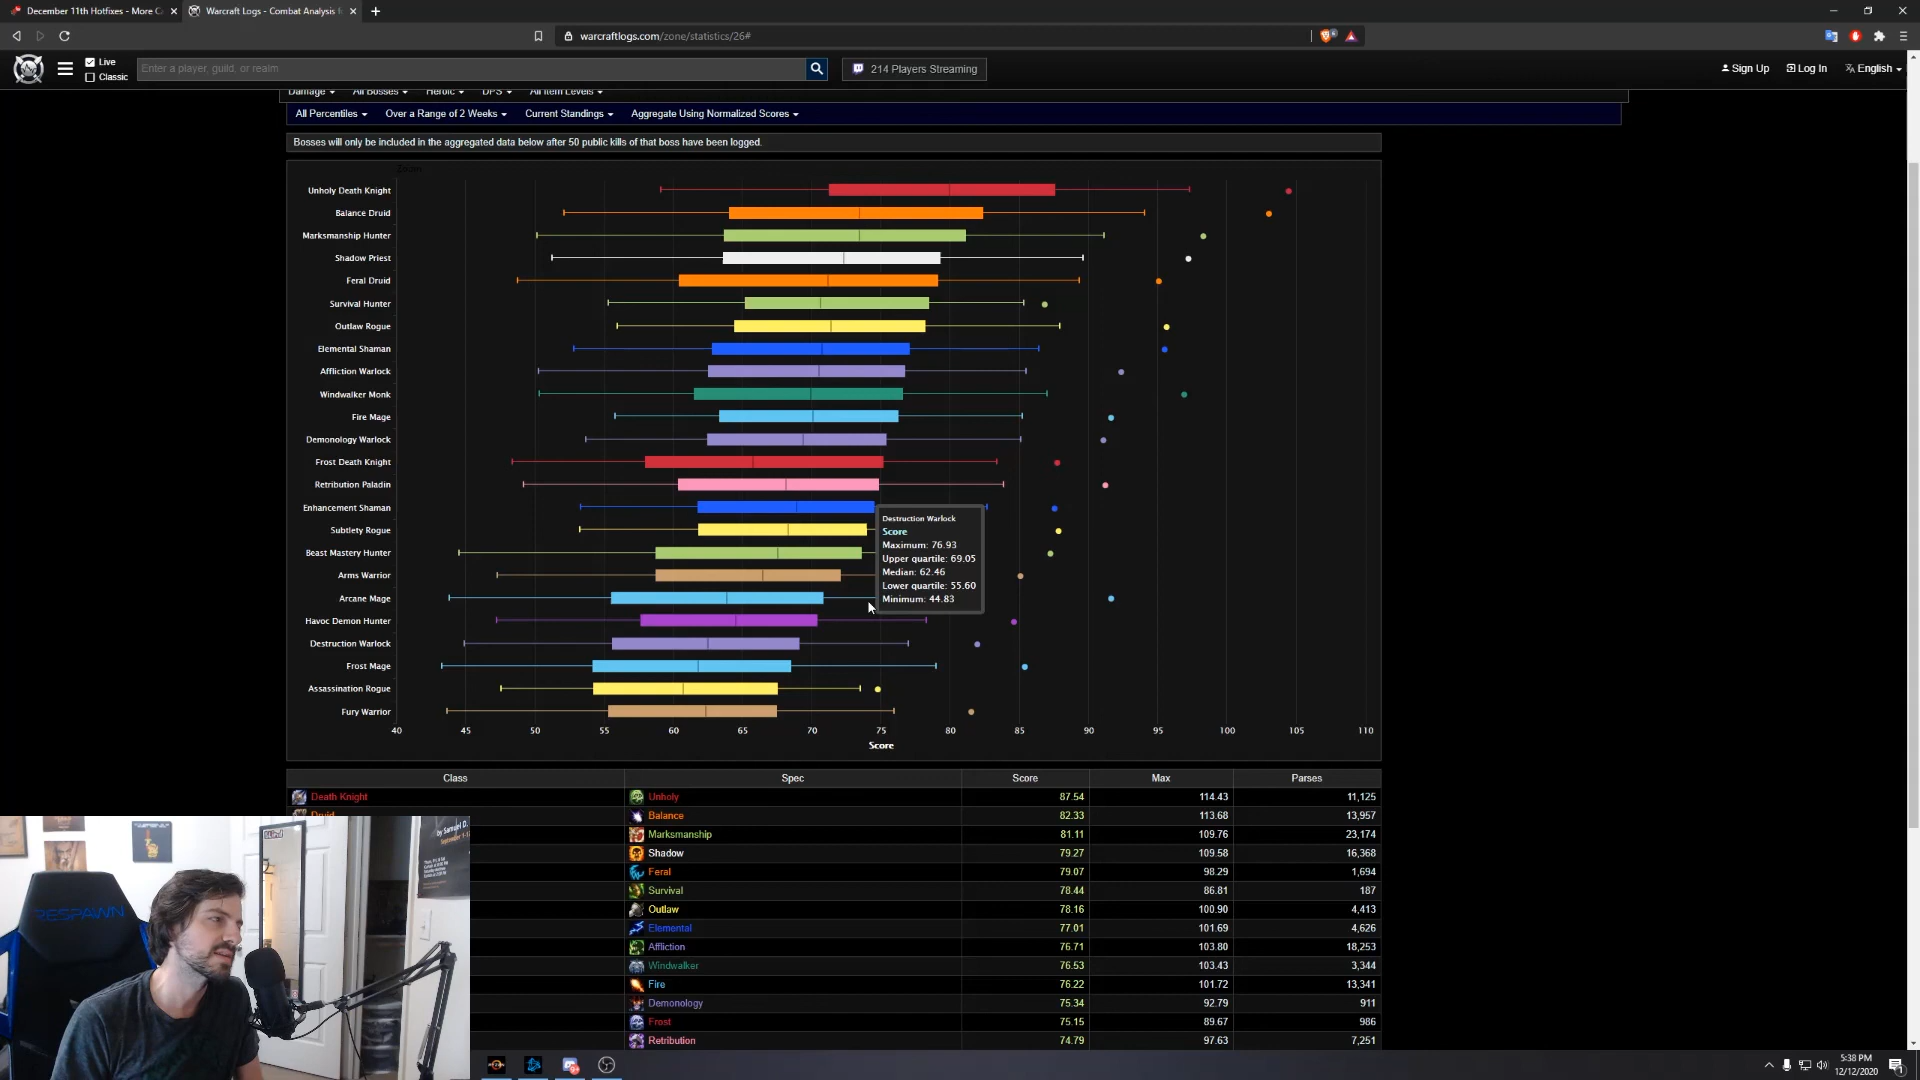 December 11th Hotfixes - More C
Warcraft Logs - Combat Analysis f
warcraftlogs.com/zone/statistics/26#
Live
Classic
Enter a player, guild, or realm
214 Players Streaming
Sign Up
Log In
English
Damage
All Bosses
Heroic
DPS
All Item Levels
All Percentiles
Over a Range of 2 Weeks
Current Standings
Aggregate Using Normalized Scores
Bosses will only be included in the aggregated data below after 50 public kills of that boss have been logged.
Zoom
Unholy Death Knight
Balance Druid
Marksmanship Hunter
Shadow Priest
Feral Druid
Survival Hunter
Outlaw Rogue
Elemental Shaman
Affliction Warlock
Windwalker Monk
Fire Mage
Demonology Warlock
Frost Death Knight
Retribution Paladin
Enhancement Shaman
Subtlety Rogue
Beast Mastery Hunter
Arms Warrior
Arcane Mage
Havoc Demon Hunter
Destruction Warlock
Frost Mage
Assassination Rogue
Fury Warrior
Destruction Warlock
Score
Maximum: 76.93
Upper quartile: 69.05
Median: 62.46
Lower quartile: 55.60
Minimum: 44.83
40 45 50 55 60 65 70 75 80 85 90 95 100 105 110
Score
Class Spec Score Max Parses
Death Knight Unholy 87.54 114.43 11,125
Druid Balance 82.33 113.68 13,957
Marksmanship 81.11 109.76 23,174
Shadow 79.27 109.58 16,368
Feral 79.07 98.29 1,694
Survival 78.44 86.81 187
Outlaw 78.16 100.90 4,413
Elemental 77.01 101.69 4,626
Affliction 76.71 103.80 18,253
Windwalker 76.53 103.43 3,344
Fire 76.22 101.72 13,341
Demonology 75.34 92.79 911
Frost 75.15 89.67 986
Retribution 74.79 97.63 7,251
by Samuel D.
RESPAWN
5:38 PM
12/12/2020